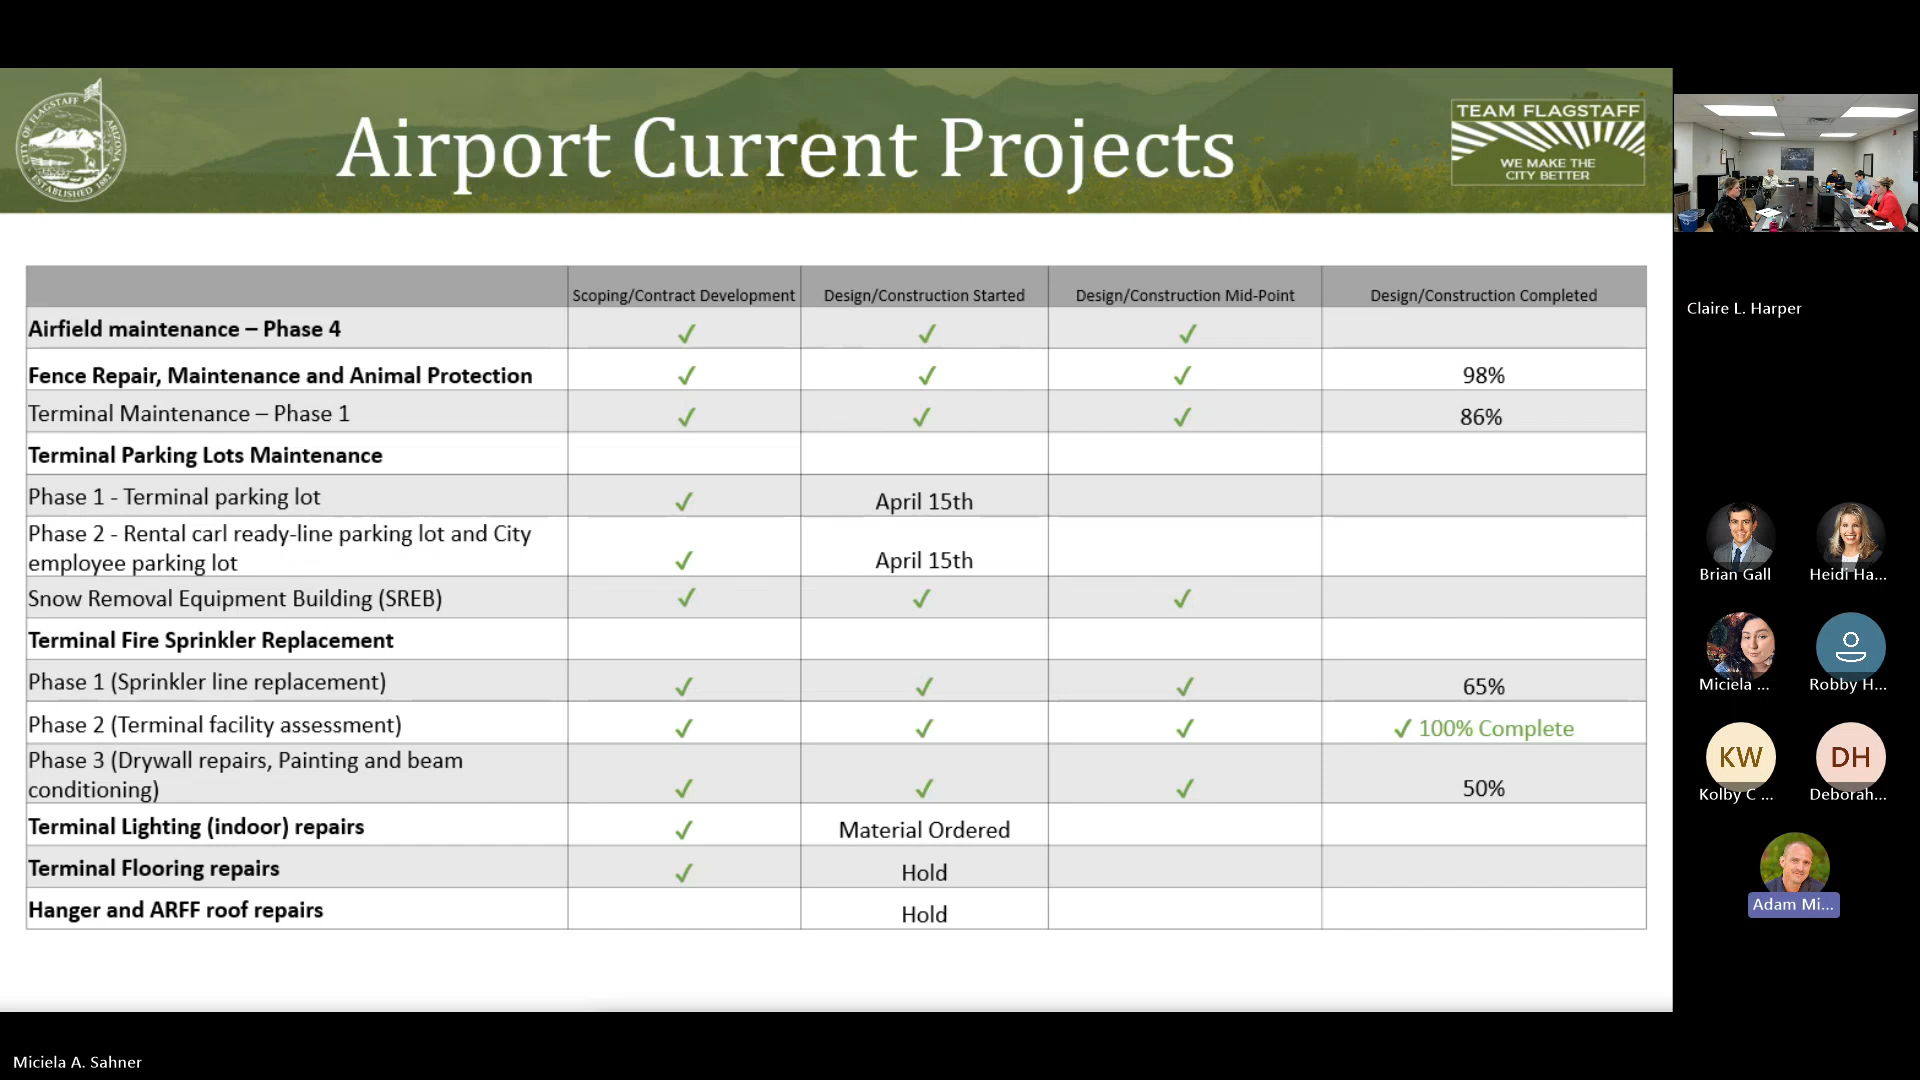 CITY OF FLAGSTAFF
ARIZONA
ESTABLISHED 1882
Airport Current Projects
TEAM FLAGSTAFF
WE MAKE THE
CITY BETTER
Scoping/Contract Development Design/Construction Started Design/Construction Mid-Point Design/Construction Completed
Airfield maintenance – Phase 4 ✓ ✓ ✓
Fence Repair, Maintenance and Animal Protection ✓ ✓ ✓ 98%
Terminal Maintenance – Phase 1 ✓ ✓ ✓ 86%
Terminal Parking Lots Maintenance
Phase 1 - Terminal parking lot ✓ April 15th
Phase 2 - Rental carl ready-line parking lot and City
employee parking lot ✓ April 15th
Snow Removal Equipment Building (SREB) ✓ ✓ ✓
Terminal Fire Sprinkler Replacement
Phase 1 (Sprinkler line replacement) ✓ ✓ ✓ 65%
Phase 2 (Terminal facility assessment) ✓ ✓ ✓ ✓ 100% Complete
Phase 3 (Drywall repairs, Painting and beam
conditioning) ✓ ✓ ✓ 50%
Terminal Lighting (indoor) repairs ✓ Material Ordered
Terminal Flooring repairs ✓ Hold
Hanger and ARFF roof repairs Hold
Claire L. Harper
Brian Gall Heidi Ha...
Miciela ... Robby H...
KW DH
Kolby C ... Deborah...
Adam Mi...
Miciela A. Sahner